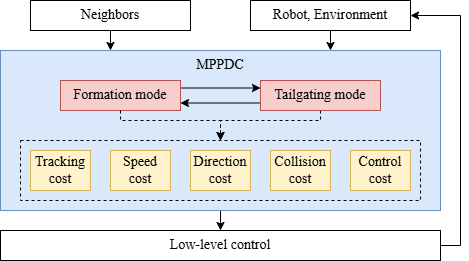 Neighbors
Robot, Environment
MPPDC
Formation mode
Tailgating mode
Tracking
cost
Speed
cost
Direction
cost
Collision
cost
Control
cost
Low-level control